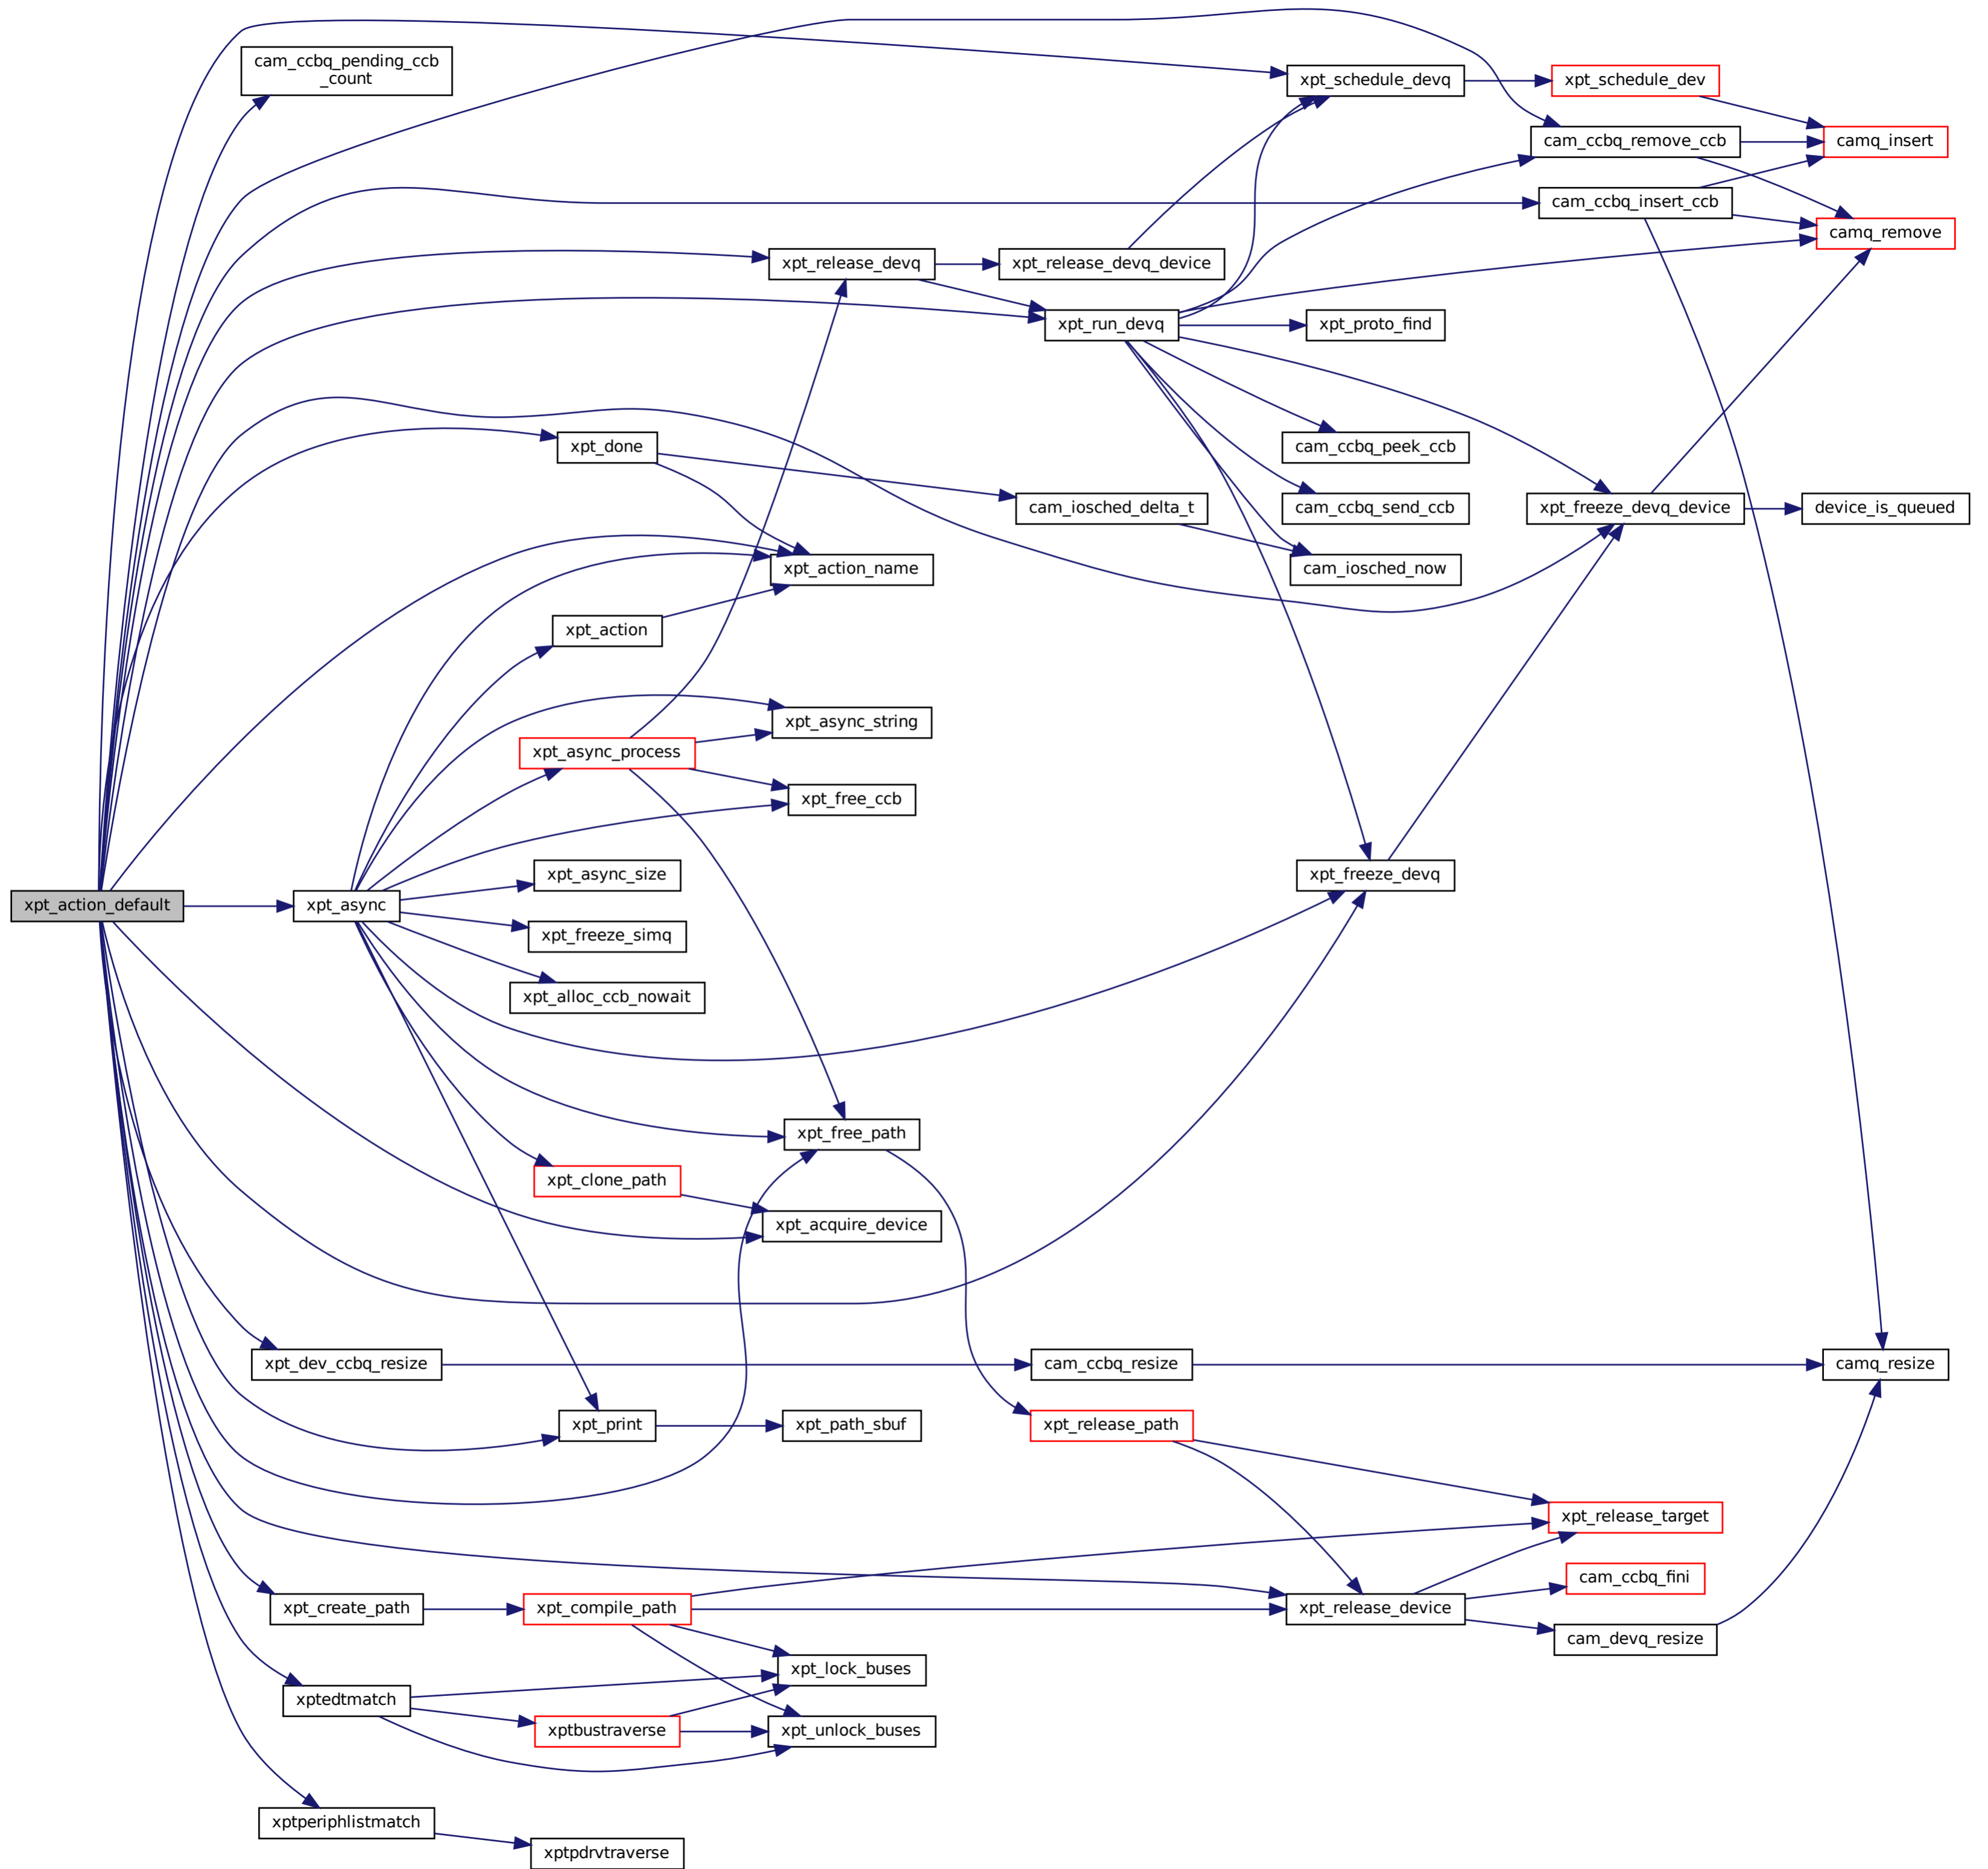 cam_ccbq_pending_ccb
_count
xpt_schedule_devq
xpt_schedule_dev
cam_ccbq_remove_ccb
camq_insert
cam_ccbq_insert_ccb
camq_remove
xpt_release_devq
xpt_release_devq_device
xpt_run_devq
xpt_proto_find
xpt_done
cam_ccbq_peek_ccb
cam_iosched_delta_t
cam_ccbq_send_ccb
xpt_freeze_devq_device
device_is_queued
xpt_action_name
cam_iosched_now
xpt_action
xpt_async_string
xpt_async_process
xpt_free_ccb
xpt_async_size
xpt_freeze_devq
xpt_action_default
xpt_async
xpt_freeze_simq
xpt_alloc_ccb_nowait
xpt_free_path
xpt_clone_path
xpt_acquire_device
xpt_dev_ccbq_resize
cam_ccbq_resize
camq_resize
xpt_print
xpt_path_sbuf
xpt_release_path
xpt_release_target
cam_ccbq_fini
xpt_create_path
xpt_compile_path
xpt_release_device
cam_devq_resize
xpt_lock_buses
xptedtmatch
xptbustraverse
xpt_unlock_buses
xptperiphlistmatch
xptpdrvtraverse